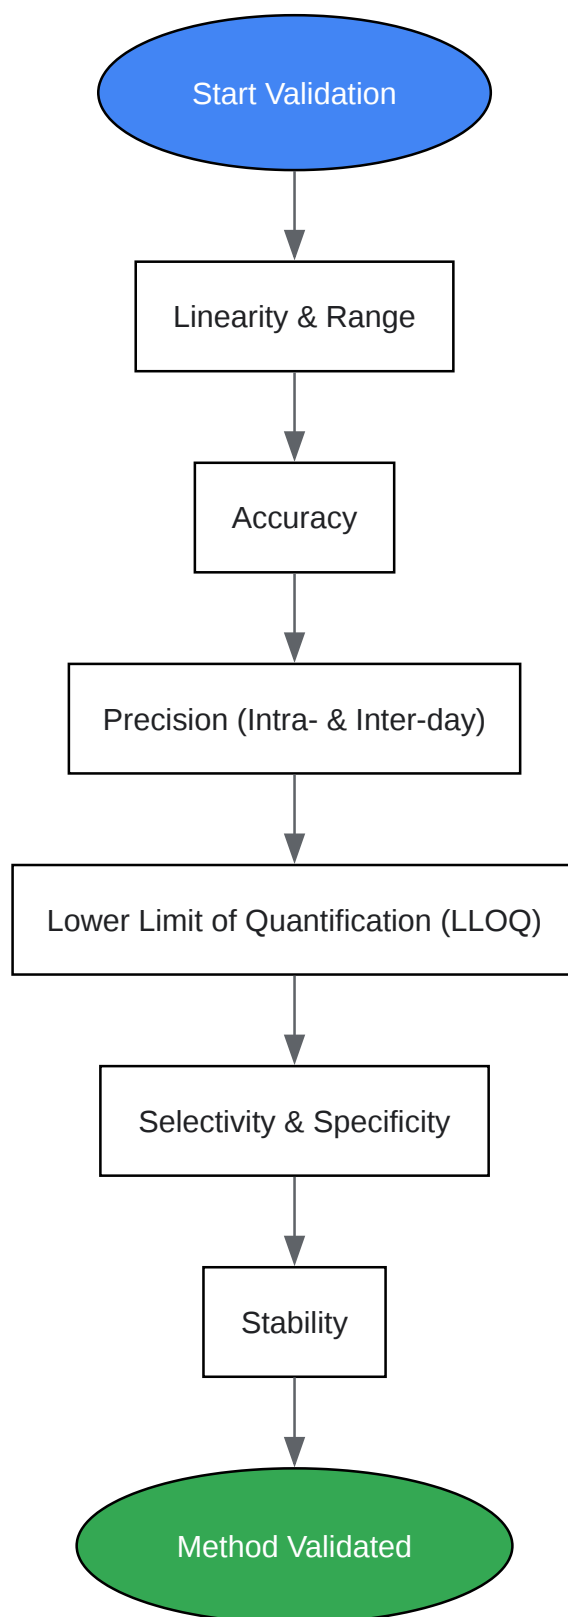 Start Validation
Linearity & Range
Accuracy
Precision (Intra- & Inter-day)
Lower Limit of Quantification (LLOQ)
Selectivity & Specificity
Stability
Method Validated